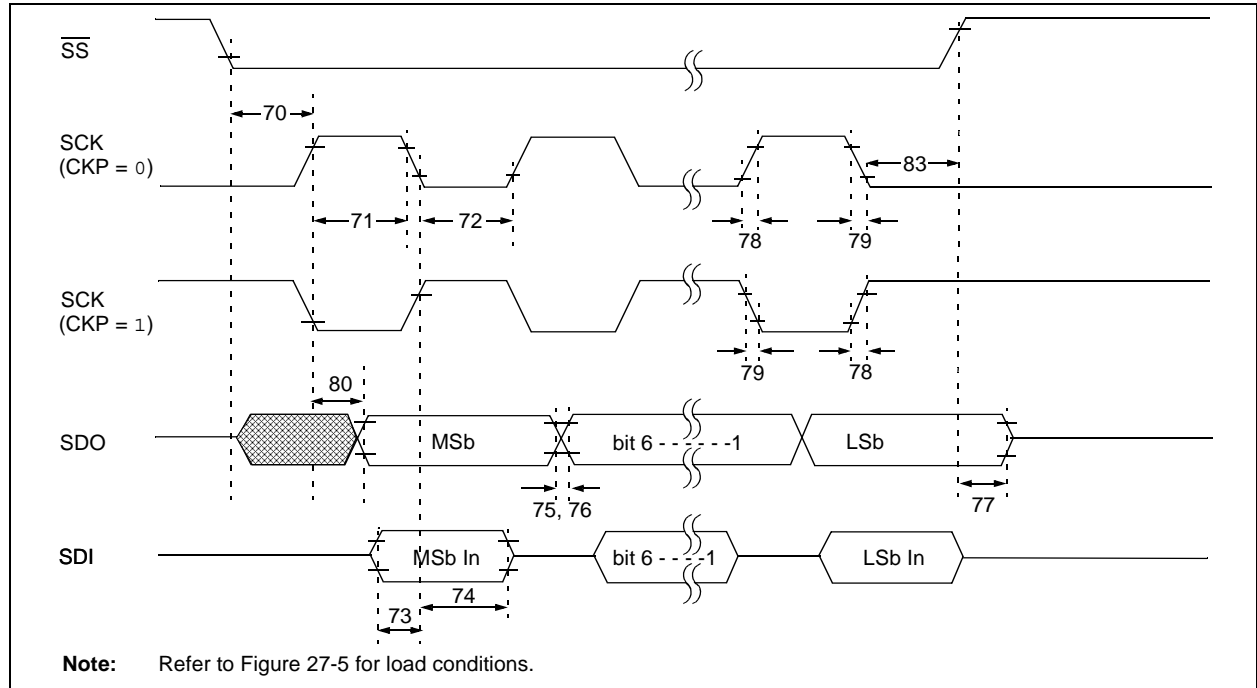 SS
70
SCK
(CKP = 0)
83
71
72
78
79
SCK
(CKP = 1)
79
78
80
SDO
MSb
bit 6 - - - - - -1
LSb
75, 76
77
SDI
MSb In
bit 6 - - - -1
LSb In
74
73
Note: Refer to Figure 27-5 for load conditions.